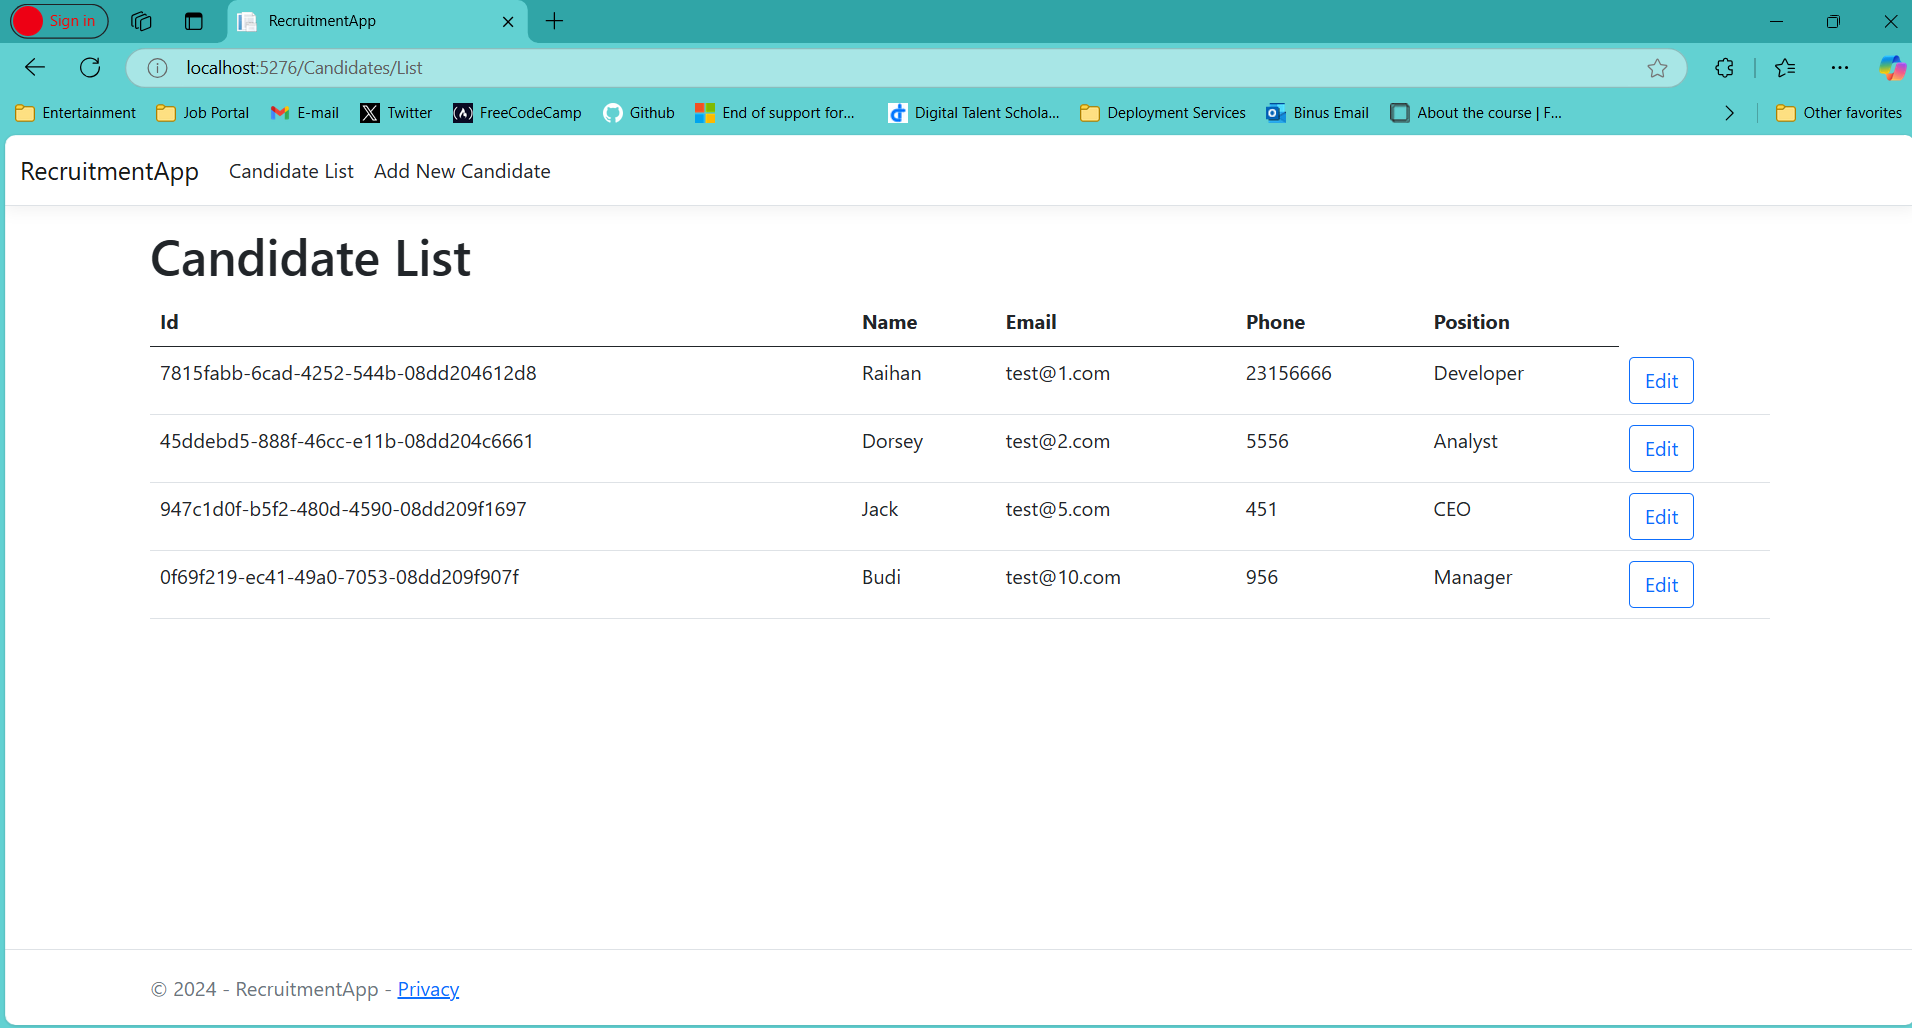 Sign in
RecruitmentApp
localhost:5276/Candidates/List
Entertainment Job Portal E-mail Twitter FreeCodeCamp Github End of support for... Digital Talent Schola... Deployment Services Binus Email About the course | F... Other favorites
RecruitmentApp Candidate List Add New Candidate
Candidate List
Id Name Email Phone Position
7815fabb-6cad-4252-544b-08dd204612d8 Raihan test@1.com 23156666 Developer Edit
45ddebd5-888f-46cc-e11b-08dd204c6661 Dorsey test@2.com 5556 Analyst Edit
947c1d0f-b5f2-480d-4590-08dd209f1697 Jack test@5.com 451 CEO Edit
0f69f219-ec41-49a0-7053-08dd209f907f Budi test@10.com 956 Manager Edit
© 2024 - RecruitmentApp - Privacy